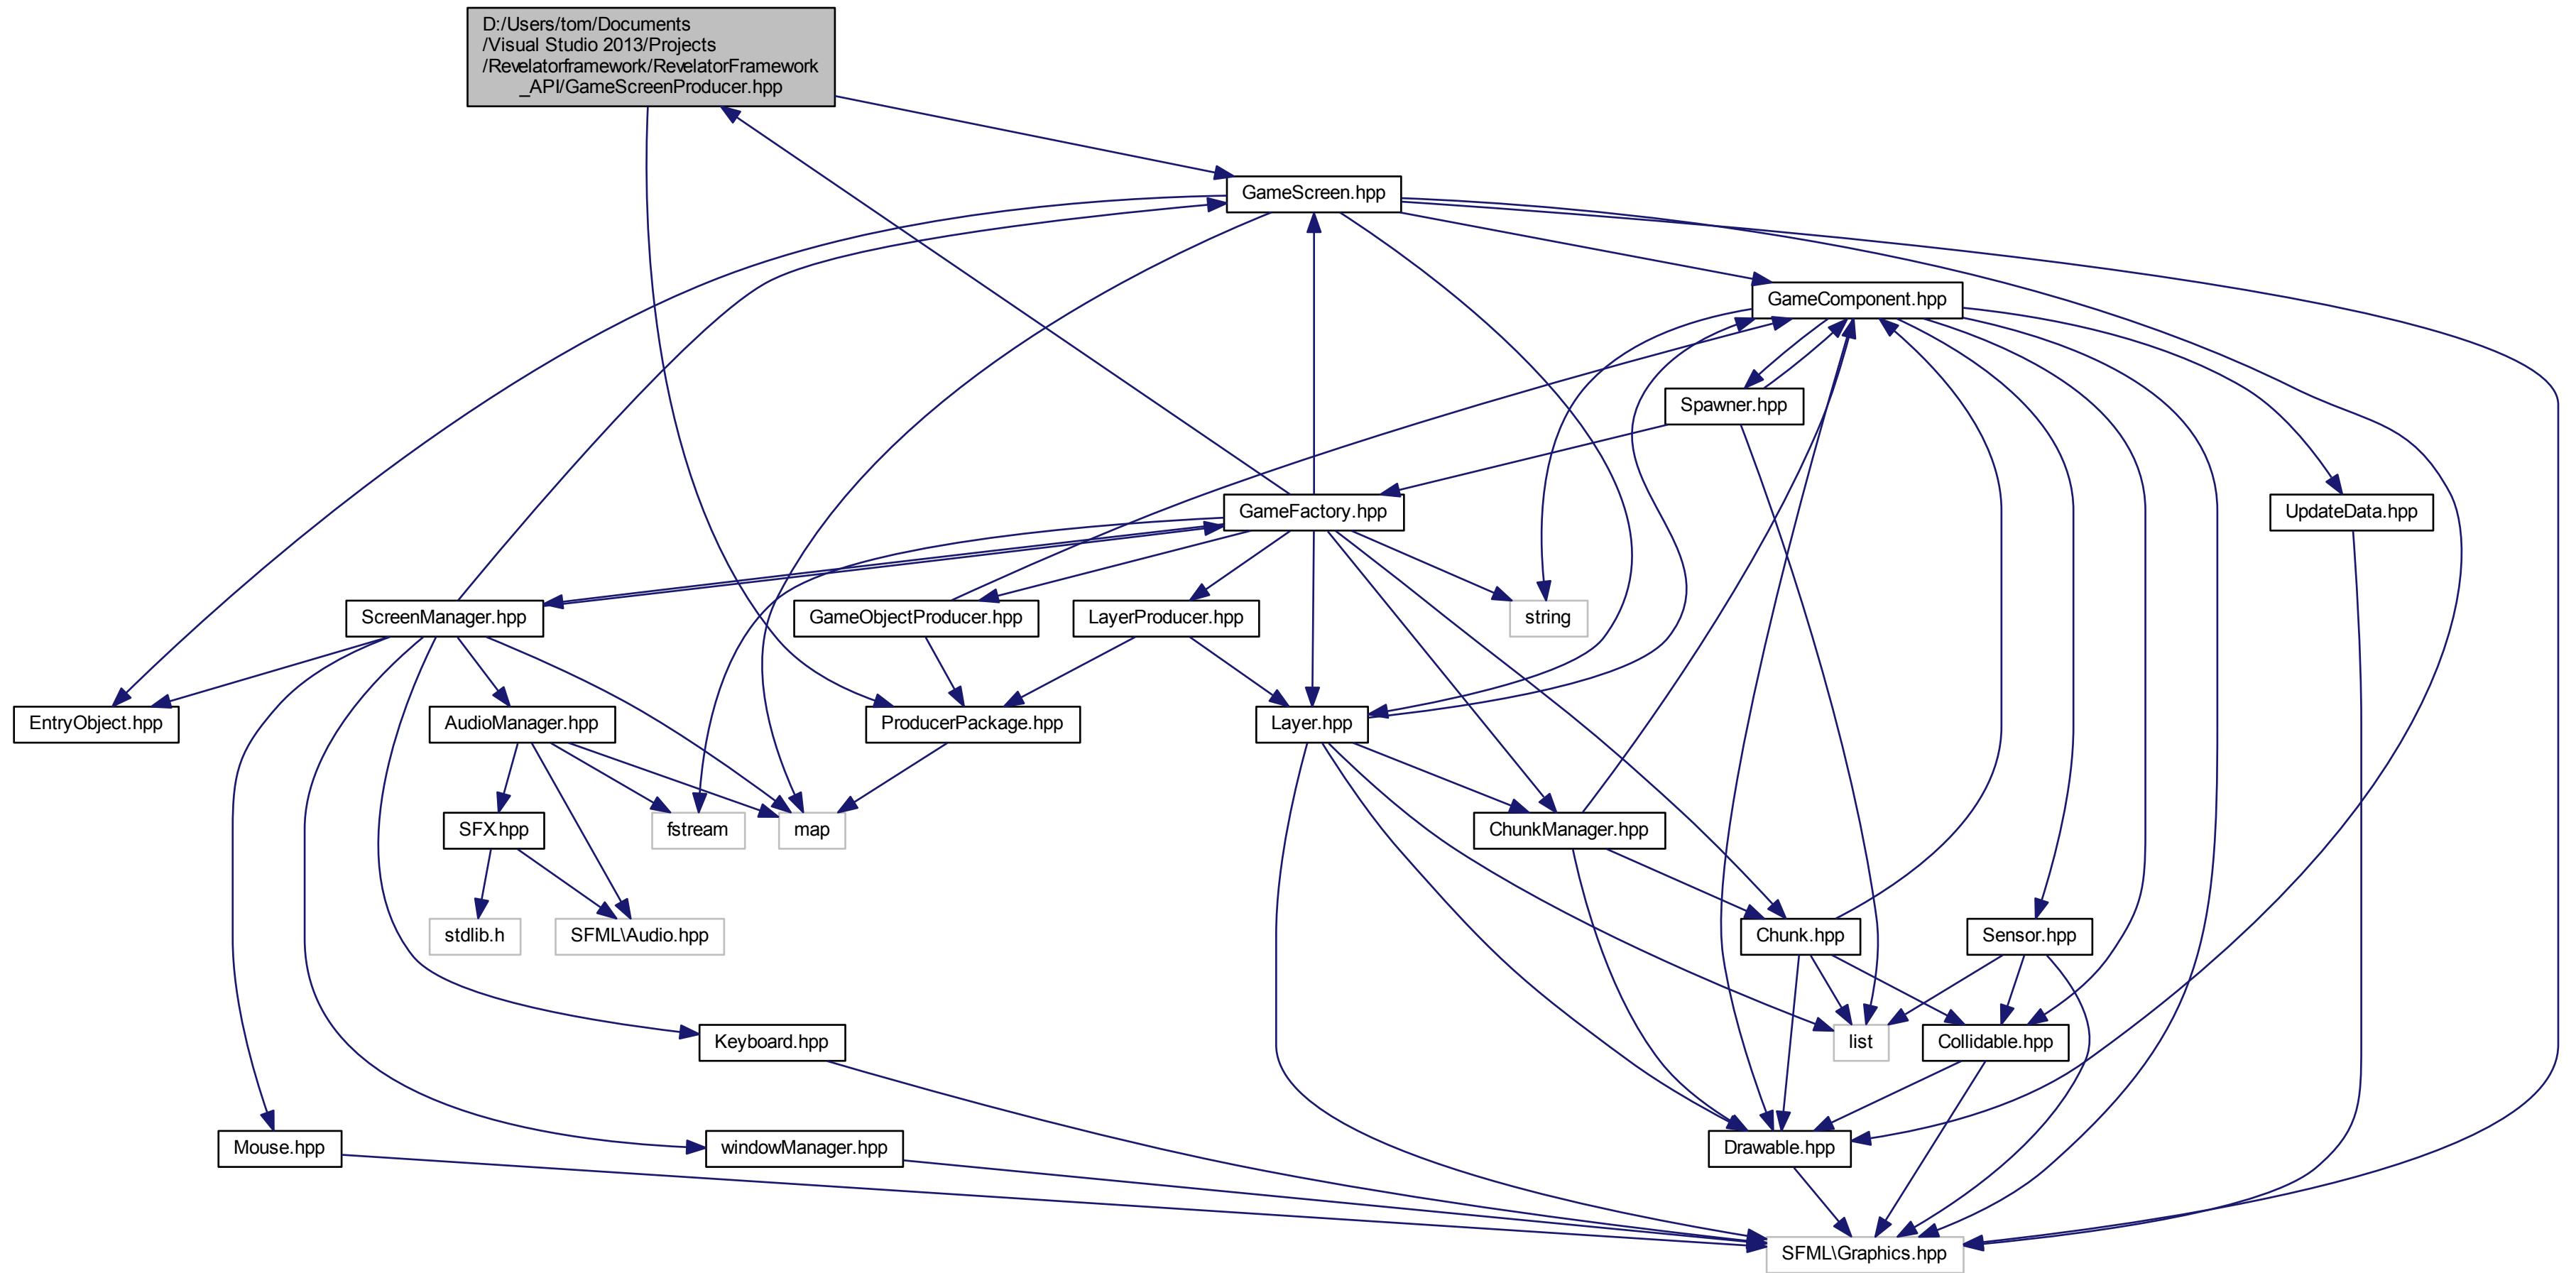 D:/Users/tom/Documents
/Visual Studio 2013/Projects
/Revelatorframework/RevelatorFramework
_API/GameScreenProducer.hpp
GameScreen.hpp
GameComponent.hpp
Spawner.hpp
GameFactory.hpp
UpdateData.hpp
ScreenManager.hpp
GameObjectProducer.hpp
LayerProducer.hpp
string
EntryObject.hpp
AudioManager.hpp
ProducerPackage.hpp
Layer.hpp
SFX.hpp
fstream
map
ChunkManager.hpp
stdlib.h
SFML\Audio.hpp
Chunk.hpp
Sensor.hpp
Keyboard.hpp
list
Collidable.hpp
Mouse.hpp
windowManager.hpp
Drawable.hpp
SFML\Graphics.hpp